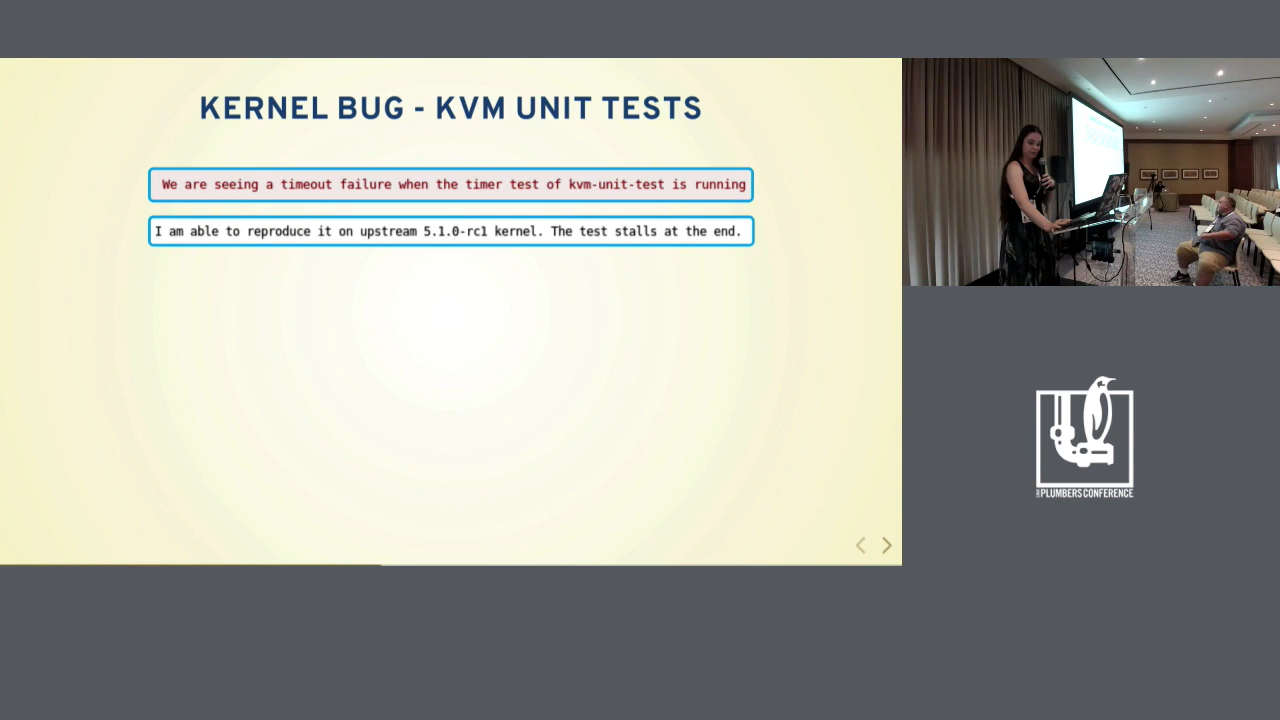 KERNEL BUG - KVM UNIT TESTS
We are seeing a timeout failure when the timer test of kvm-unit-test is running
I am able to reproduce it on upstream 5.1.0-rc1 kernel. The test stalls at the end.
PLUMBERS CONFERENCE